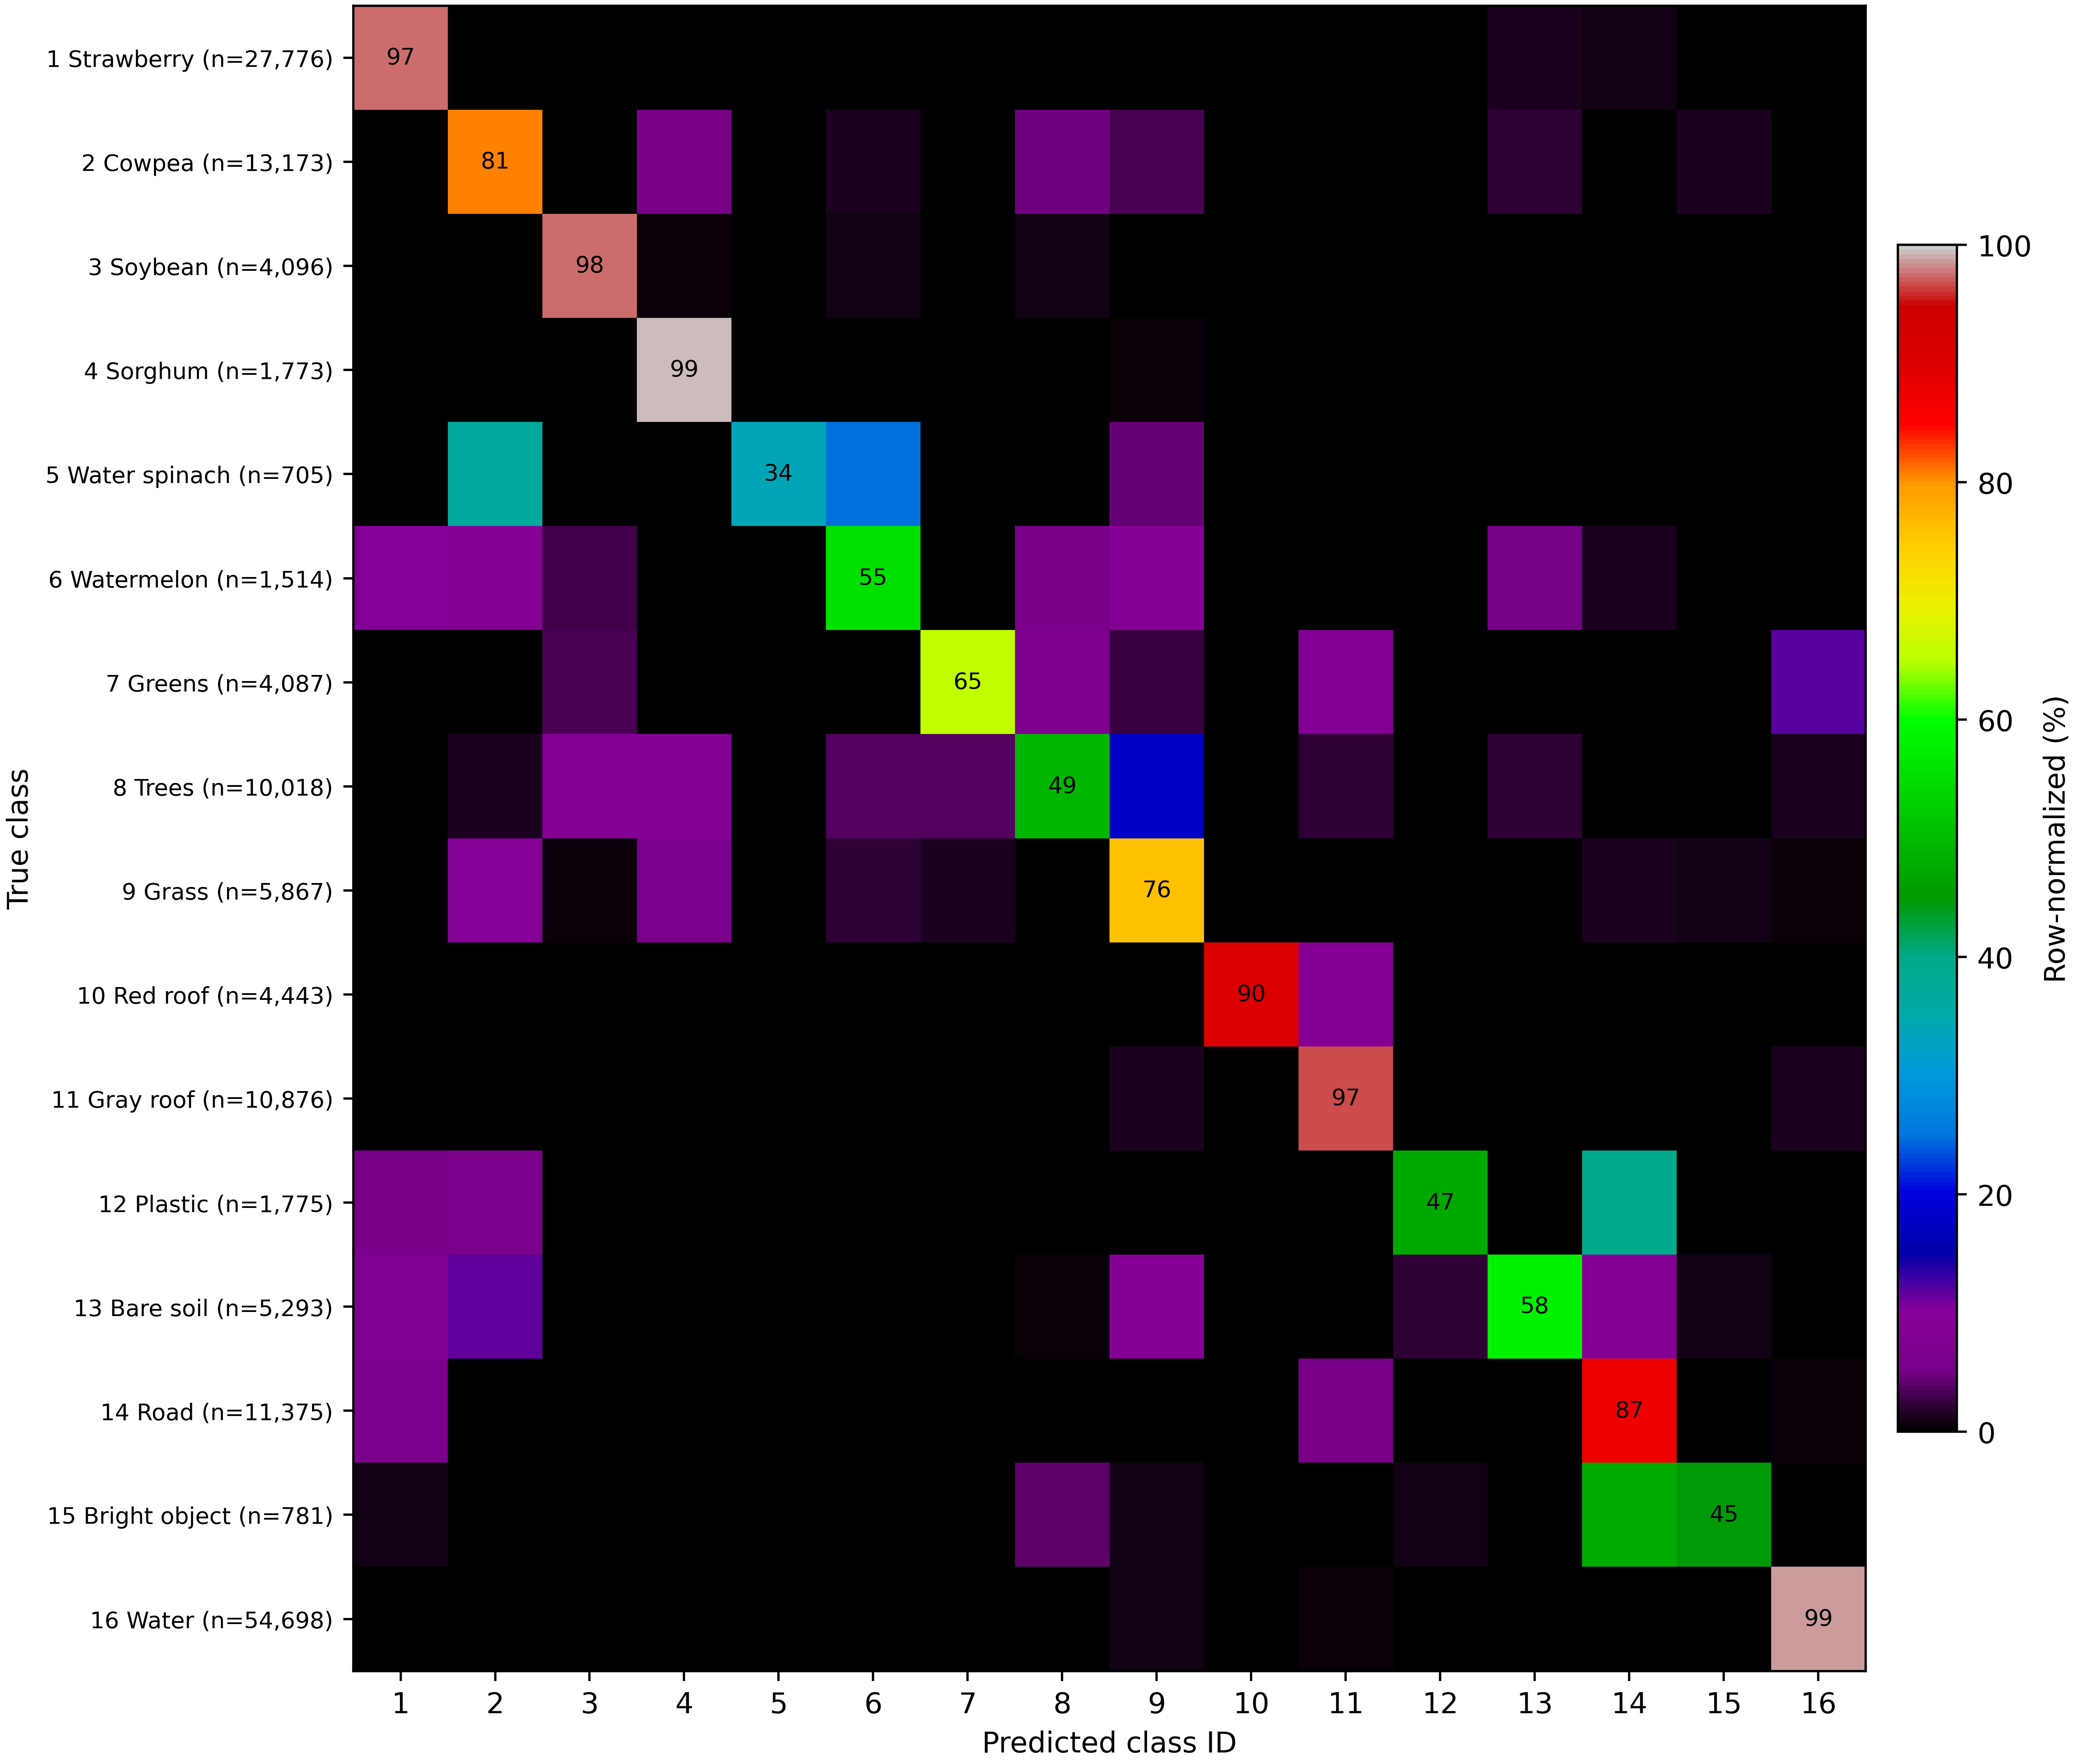 1 Strawberry (n=27,776)
97
2 Cowpea (n=13,173)
81
3 Soybean (n=4,096)
98
4 Sorghum (n=1,773)
99
5 Water spinach (n=705)
34
6 Watermelon (n=1,514)
55
7 Greens (n=4,087)
65
8 Trees (n=10,018)
49
9 Grass (n=5,867)
76
10 Red roof (n=4,443)
90
11 Gray roof (n=10,876)
97
12 Plastic (n=1,775)
47
13 Bare soil (n=5,293)
58
14 Road (n=11,375)
87
15 Bright object (n=781)
45
16 Water (n=54,698)
99
True class
1 2 3 4 5 6 7 8 9 10 11 12 13 14 15 16
Predicted class ID
100
80
60
40
20
0
Row-normalized (%)